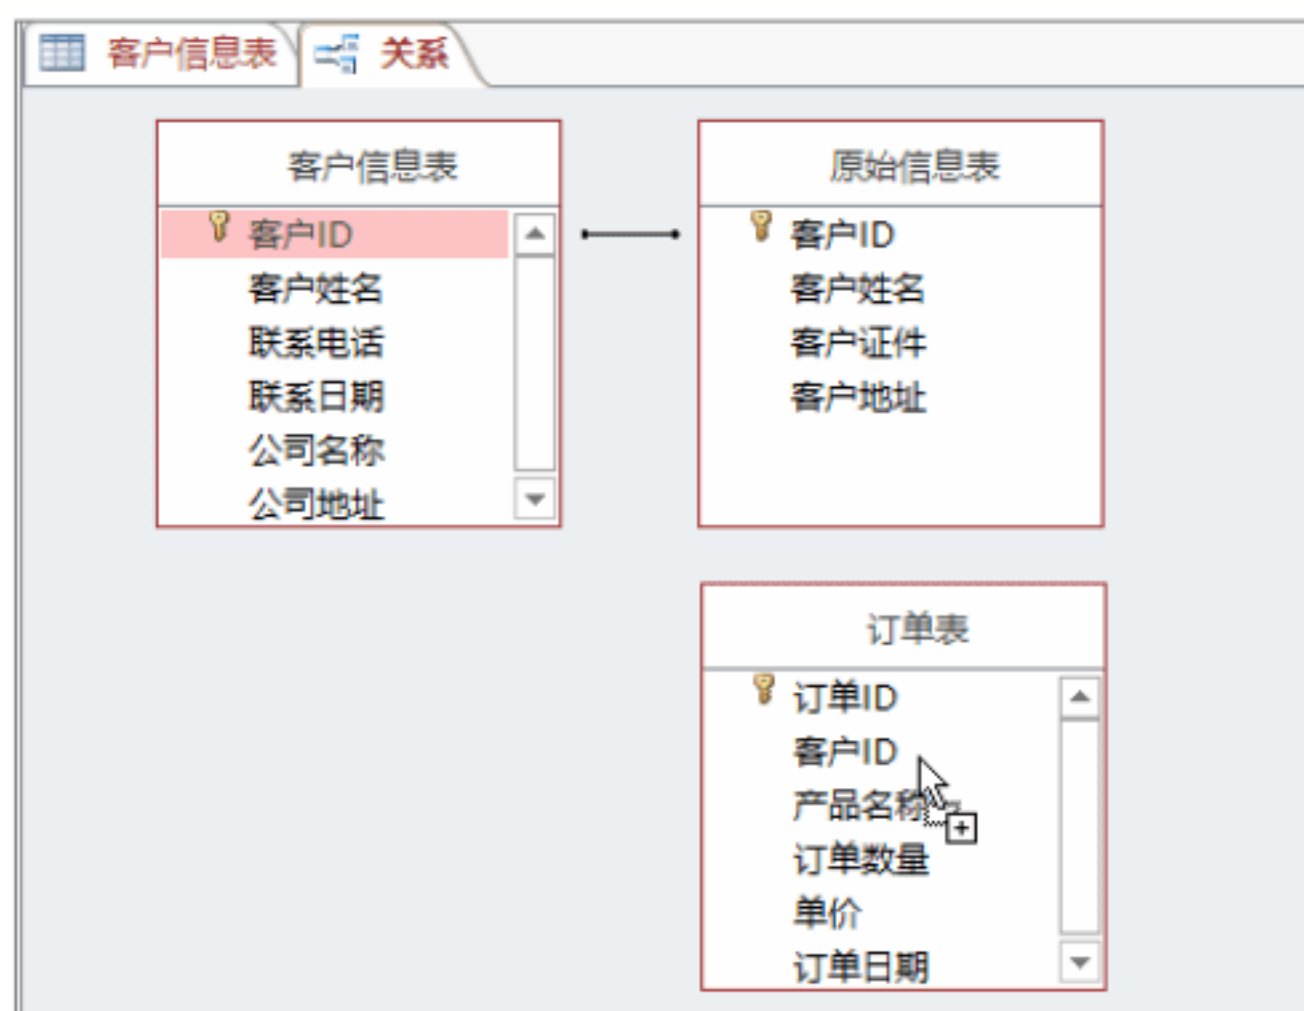 客户信息表
关系
客户信息表
客户ID
客户姓名
联系电话
联系日期
公司名称
公司地址
原始信息表
客户ID
客户姓名
客户证件
客户地址
订单表
订单ID
客户ID
产品名称
订单数量
单价
订单日期